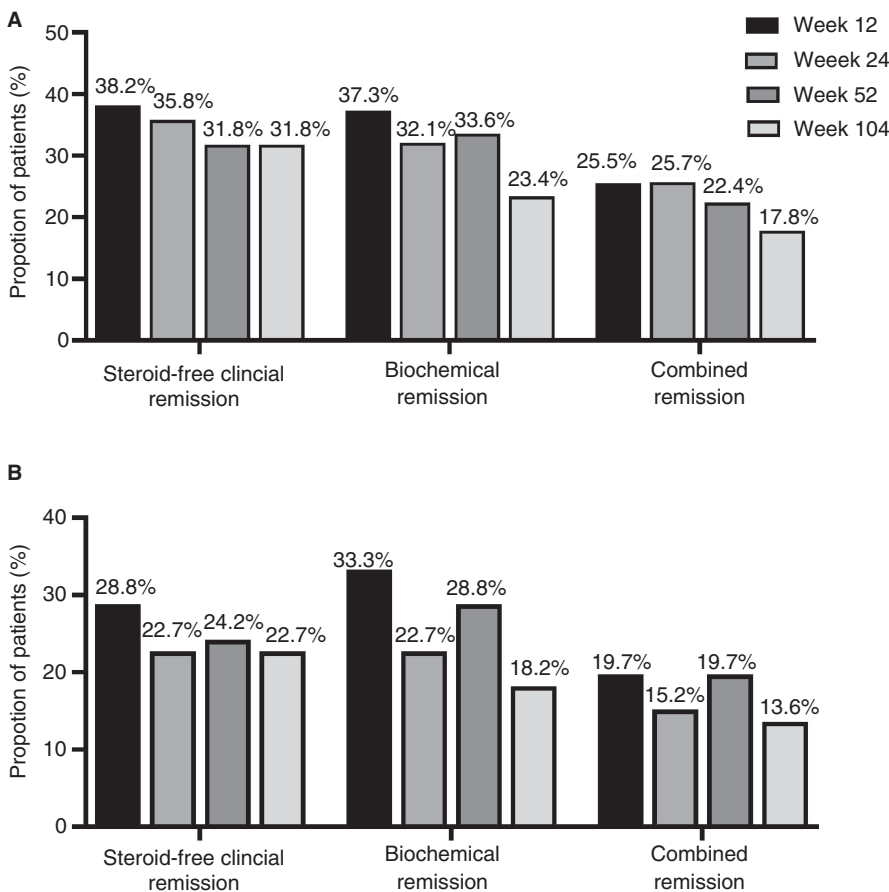 A
50
40
30
20
10
0
Propotion of patients (%)
38.2%
35.8%
31.8%
31.8%
37.3%
32.1%
33.6%
23.4%
25.5%
25.7%
22.4%
17.8%
Week 12
Weeek 24
Week 52
Week 104
Steroid-free clincial
remission
Biochemical
remission
Combined
remission
B
40
30
20
10
0
Propotion of patients (%)
28.8%
22.7%
24.2%
22.7%
33.3%
22.7%
28.8%
18.2%
19.7%
15.2%
19.7%
13.6%
Steroid-free clincial
remission
Biochemical
remission
Combined
remission